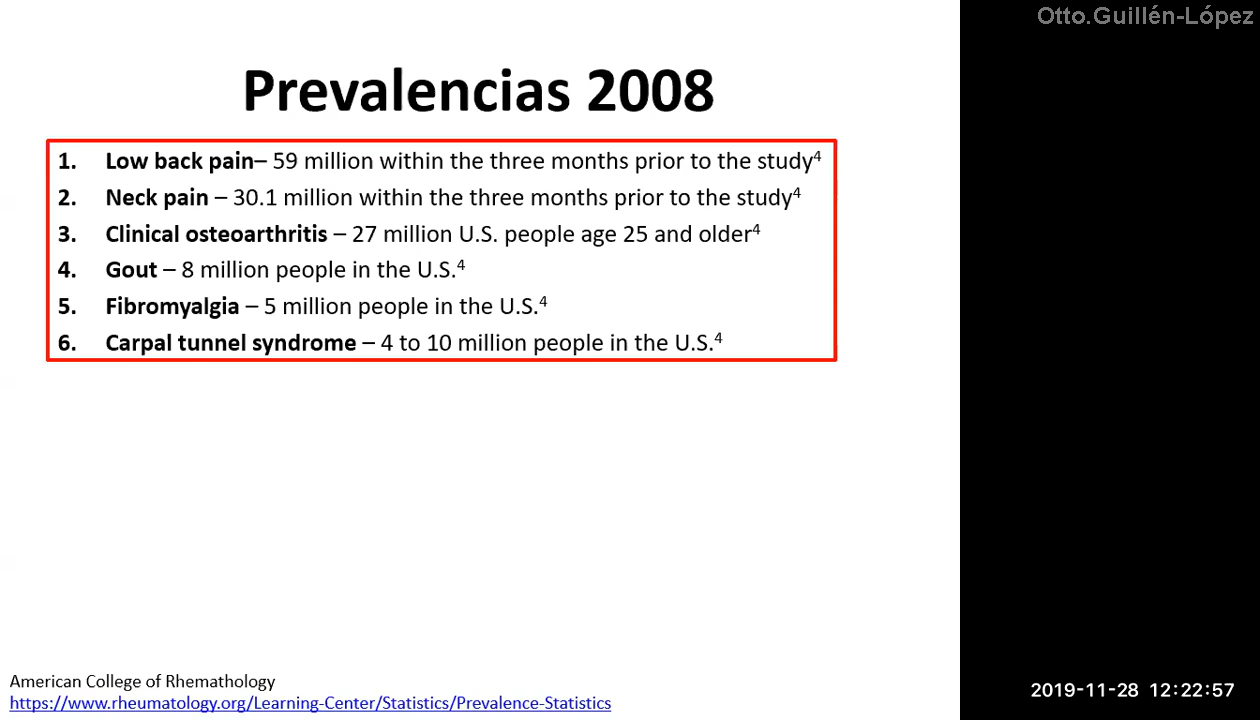 Otto.Guillén-López
Prevalencias 2008
1. Low back pain– 59 million within the three months prior to the study⁴
2. Neck pain – 30.1 million within the three months prior to the study⁴
3. Clinical osteoarthritis – 27 million U.S. people age 25 and older⁴
4. Gout – 8 million people in the U.S.⁴
5. Fibromyalgia – 5 million people in the U.S.⁴
6. Carpal tunnel syndrome – 4 to 10 million people in the U.S.⁴
American College of Rhemathology
https://www.rheumatology.org/Learning-Center/Statistics/Prevalence-Statistics
2019-11-28 12:22:57